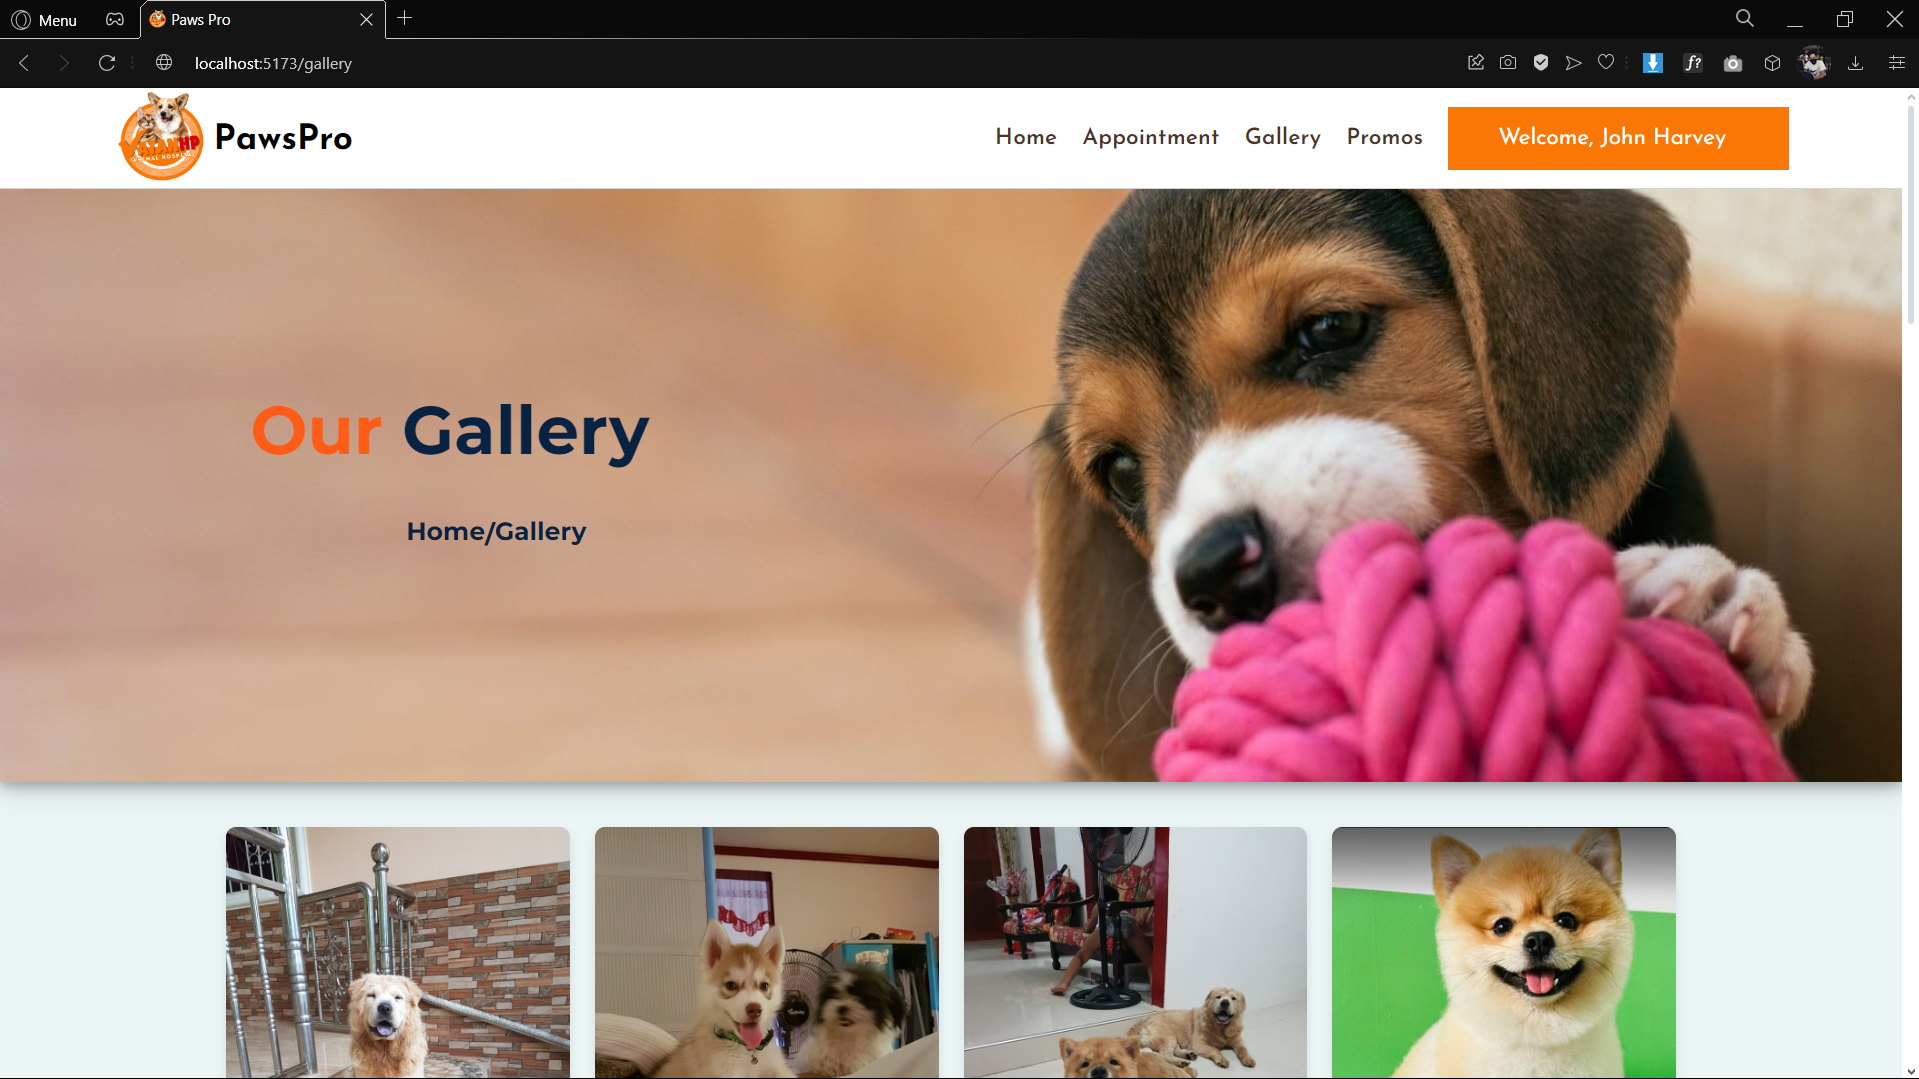 Menu
Paws Pro
localhost:5173/gallery
PawsPro
Home
Appointment
Gallery
Promos
Welcome, John Harvey
Our Gallery
Home/Gallery